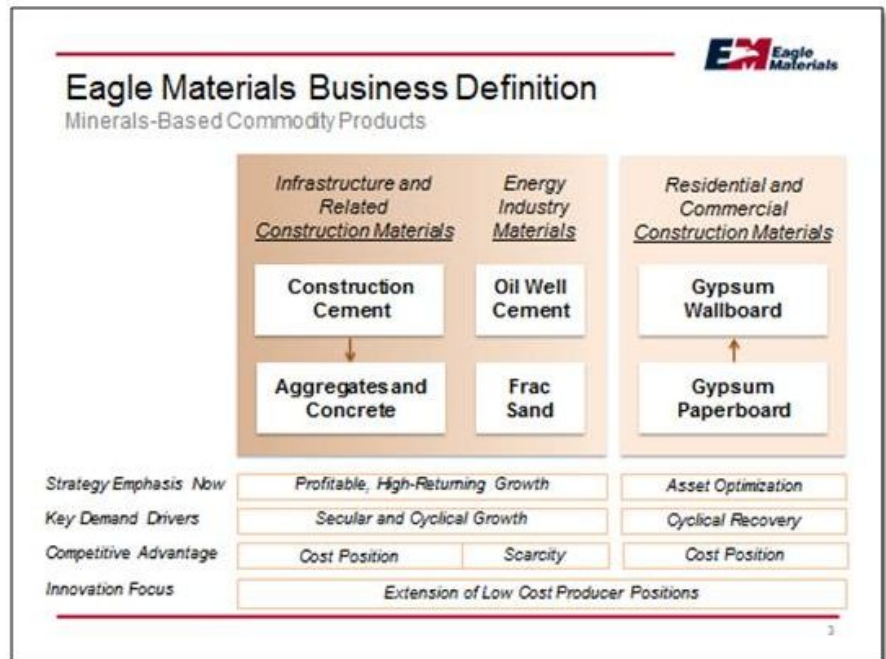 Eagle
Materials
Eagle Materials Business Definition
Minerals-Based Commodity Products
Infrastructure and
Related
Construction Materials
Energy
Industry
Materials
Residential and
Commercial
Construction Materials
Construction
Cement
Oil Well
Cement
Gypsum
Wallboard
Aggregates and
Concrete
Frac
Sand
Gypsum
Paperboard
Strategy Emphasis Now
Profitable, High-Returning Growth
Asset Optimization
Key Demand Drivers
Secular and Cyclical Growth
Cyclical Recovery
Competitive Advantage
Cost Position
Scarcity
Cost Position
Innovation Focus
Extension of Low Cost Producer Positions
3